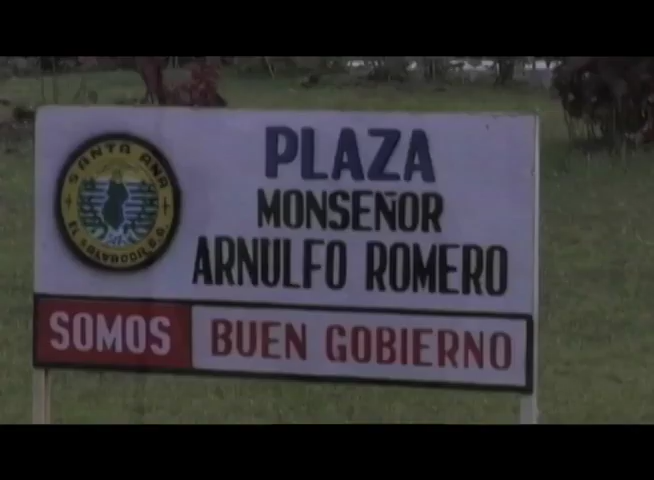 SANTA ANA
EL SALVADOR C.A.
PLAZA
MONSEÑOR
ARNULFO ROMERO
SOMOS BUEN GOBIERNO